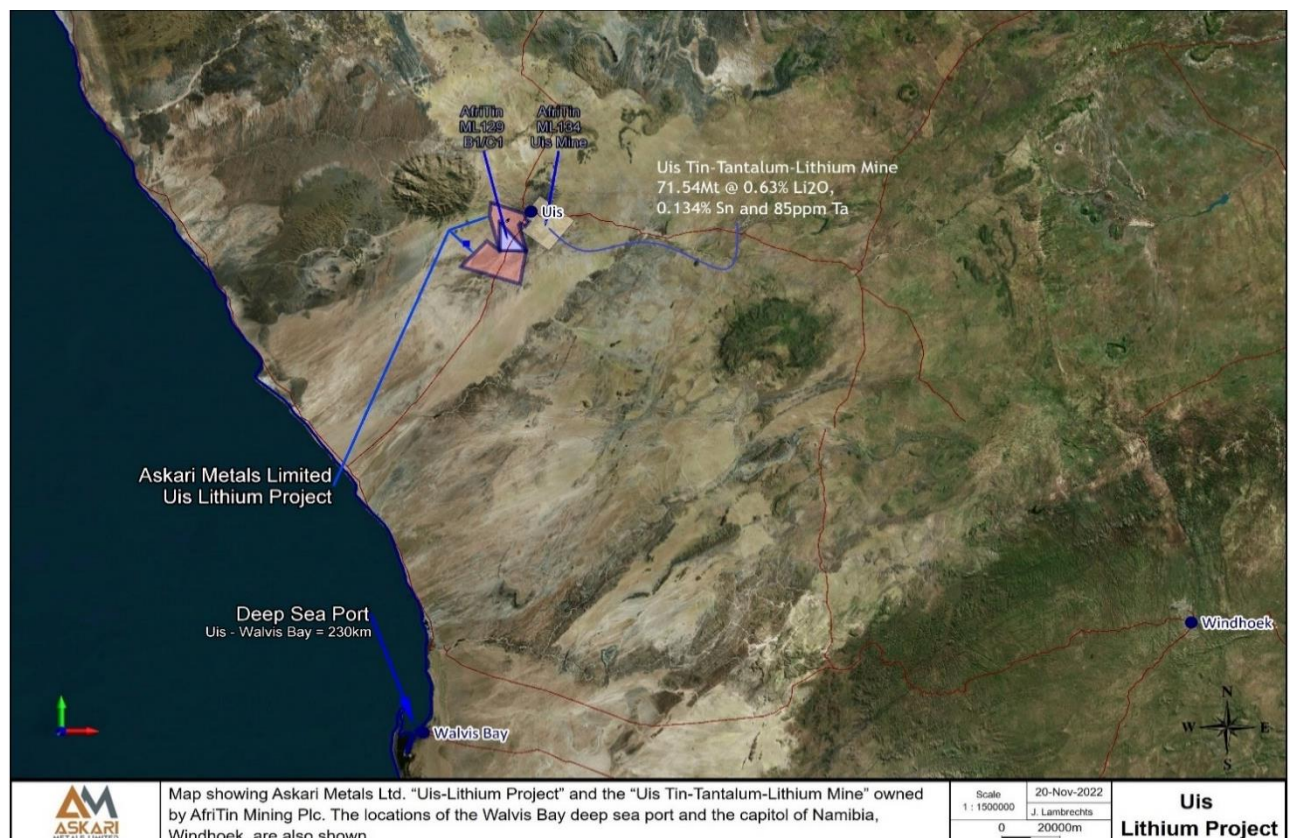 AfriTin
ML129
B1/C1
AfriTin
ML134
Uis Mine
Uis Tin-Tantalum-Lithium Mine
71.54Mt @ 0.63% Li2O,
0.134% Sn and 85ppm Ta
Uis
Askari Metals Limited
Uis Lithium Project
Deep Sea Port
Uis - Walvis Bay = 230km
Windhoek
Walvis Bay
N
W
E
S
AM
ASKARI
METALS LIMITED
Map showing Askari Metals Ltd. “Uis-Lithium Project” and the “Uis Tin-Tantalum-Lithium Mine” owned
by AfriTin Mining Plc. The locations of the Walvis Bay deep sea port and the capitol of Namibia,
Windhoek, are also shown
Scale
1 : 1500000
20-Nov-2022
J. Lambrechts
0 20000m
Uis
Lithium Project